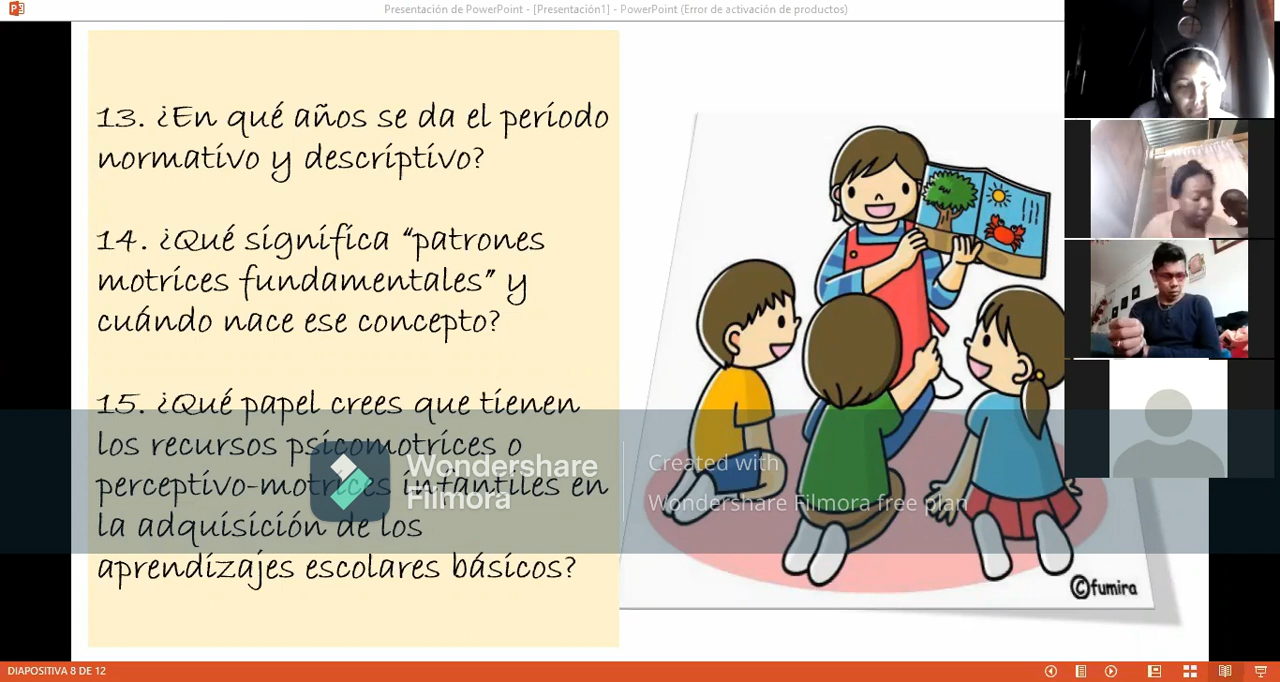 Presentación de PowerPoint - [Presentación1] - PowerPoint (Error de activación de productos)
13. ¿En qué años se da el período
normativo y descriptivo?
14. ¿Qué significa “patrones
motrices fundamentales” y
cuándo nace ese concepto?
15. ¿Qué papel crees que tienen
los recursos psicomotrices o
perceptivo-motrices infantiles en
la adquisición de los
aprendizajes escolares básicos?
Wondershare
Filmora
Created with
Wondershare Filmora free plan
©fumira
DIAPOSITIVA 8 DE 12